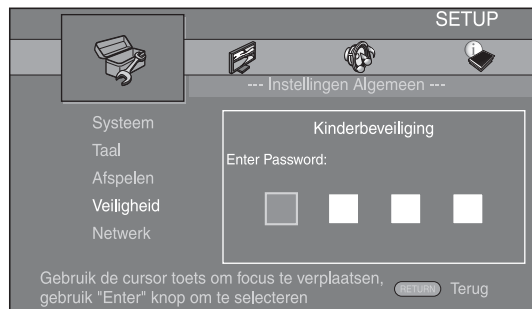 SETUP
--- Instellingen Algemeen ---
Systeem
Taal
Afspelen
Veiligheid
Netwerk
Kinderbeveiliging
Enter Password:
Gebruik de cursor toets om focus te verplaatsen,
gebruik "Enter" knop om te selecteren
RETURN Terug